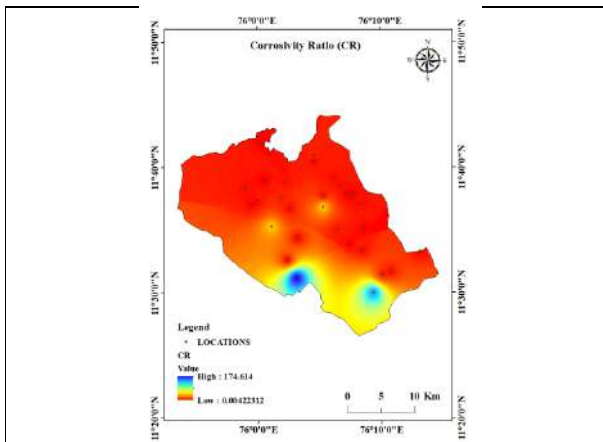 76°0'0"E 76°10'0"E
Corrosivity Ratio (CR)
N
W E
S
11°50'0"N 11°50'0"N
11°40'0"N 11°40'0"N
11°30'0"N 11°30'0"N
11°20'0"N 11°20'0"N
Legend
LOCATIONS
CR
Value
High : 174.614
Low : 0.00422312
0 5 10 Km
76°0'0"E 76°10'0"E